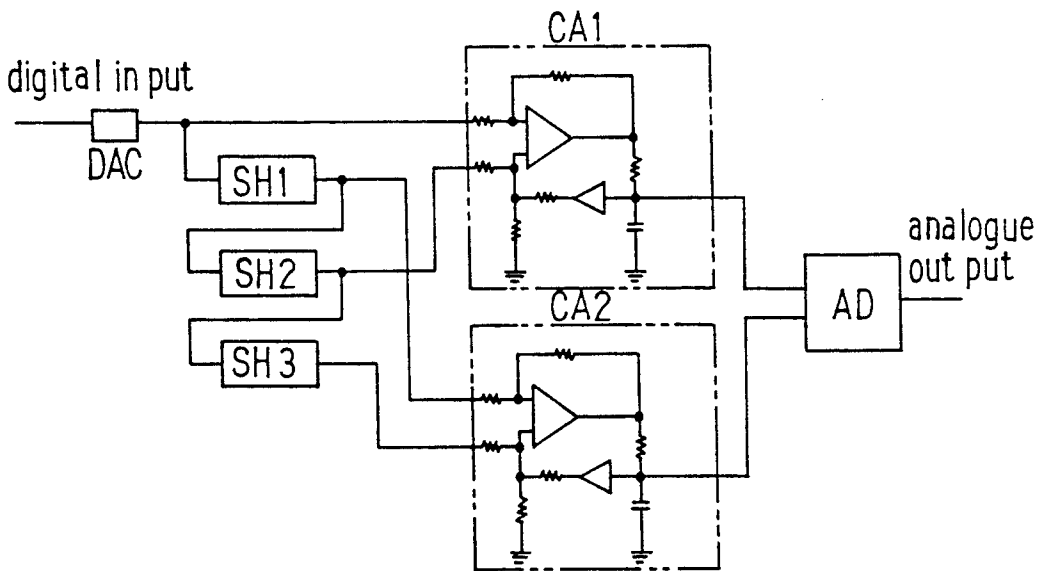 CA1
digital in put
DAC
SH1
SH2
SH3
CA2
analogue
out put
AD